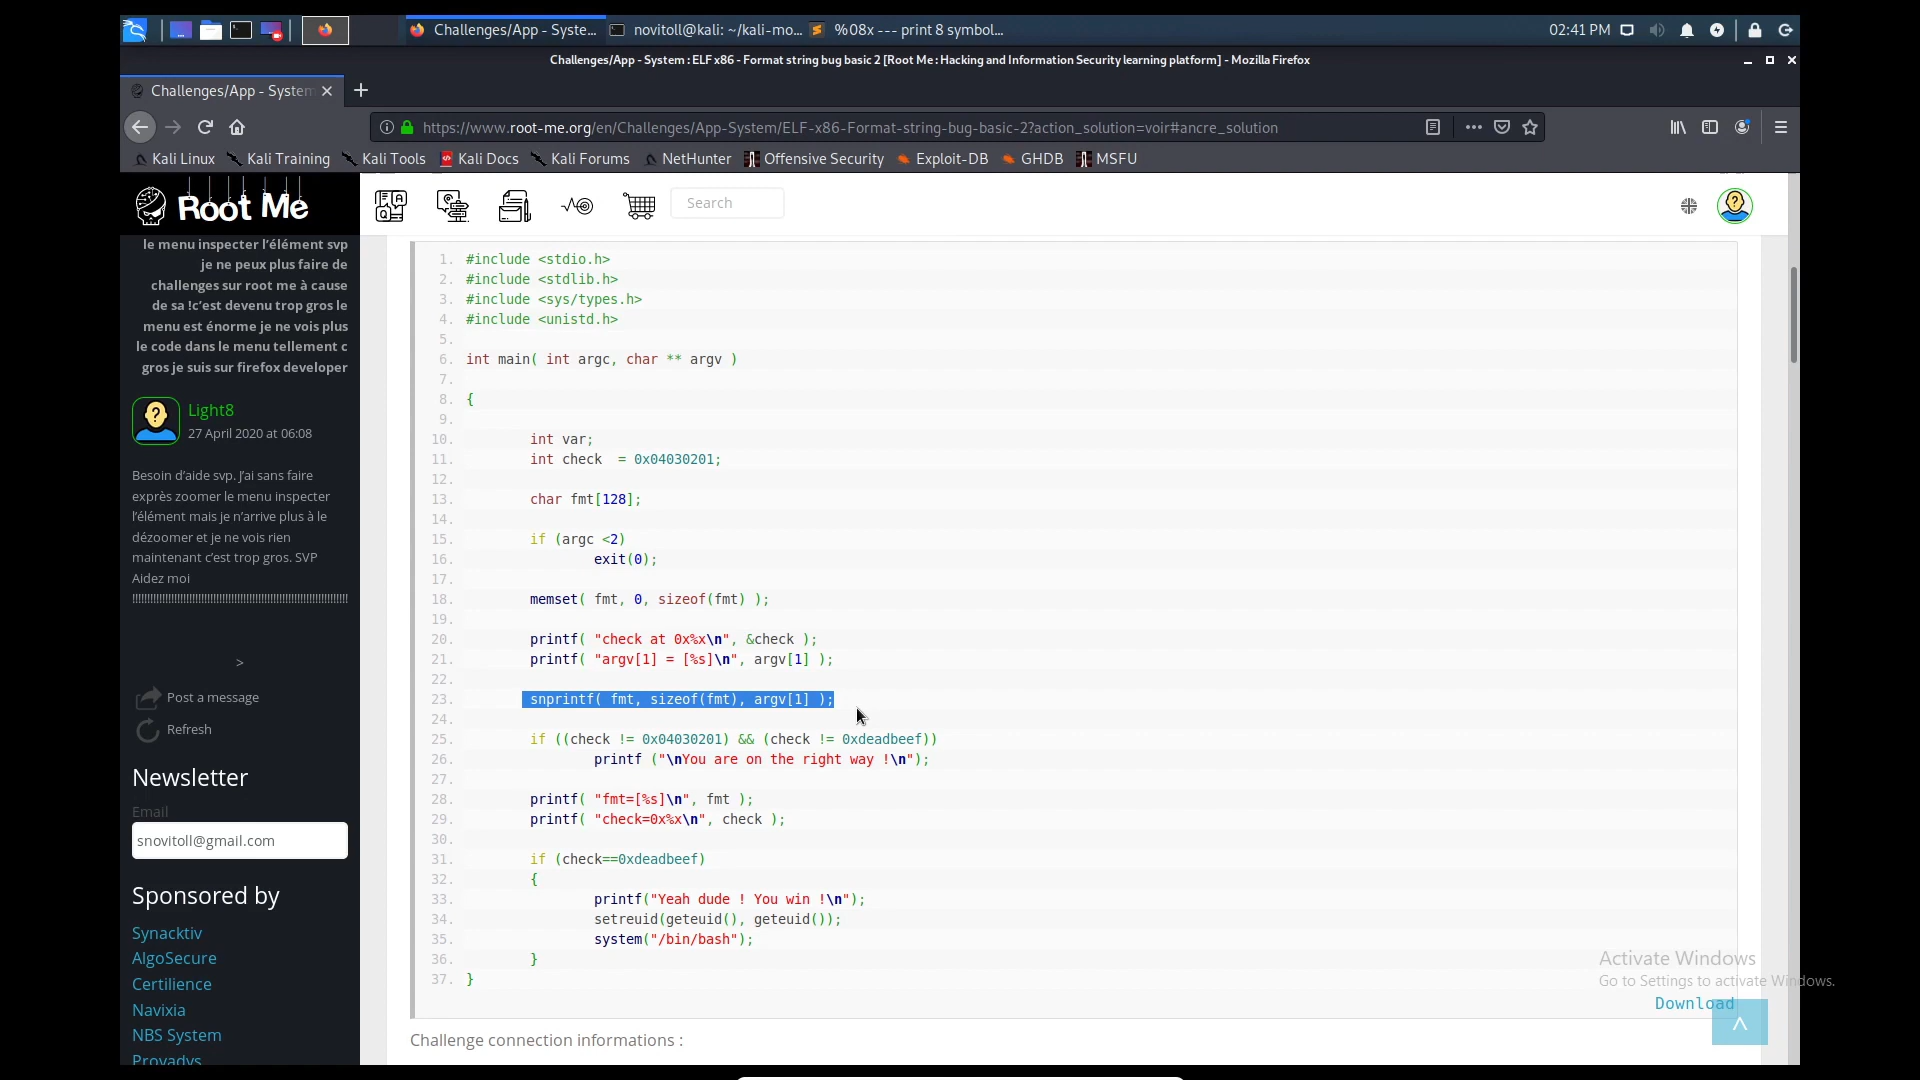 Challenges/App - Syste...
novitoll@kali: ~/kali-mo...
%08x --- print 8 symbol...
02:41 PM
Challenges/App - System : ELF x86 - Format string bug basic 2 [Root Me : Hacking and Information Security learning platform] - Mozilla Firefox
Challenges/App - System
https://www.root-me.org/en/Challenges/App-System/ELF-x86-Format-string-bug-basic-2?action_solution=voir#ancre_solution
Kali Linux
Kali Training
Kali Tools
Kali Docs
Kali Forums
NetHunter
Offensive Security
Exploit-DB
GHDB
MSFU
Root Me
Search
le menu inspecter l'élément svp
je ne peux plus faire de
challenges sur root me à cause
de sa !c'est devenu trop gros le
menu est énorme je ne vois plus
le code dans le menu tellement c
gros je suis sur firefox developer
Light8
27 April 2020 at 06:08
Besoin d'aide svp. J'ai sans faire
exprès zoomer le menu inspecter
l'élément mais je n'arrive plus à le
dézoomer et je ne vois rien
maintenant c'est trop gros. SVP
Aidez moi
!!!!!!!!!!!!!!!!!!!!!!!!!!!!!!!!!!!!!!!!!!!!!!!!!!!!!!!!!!!!!!!!!!!!!!!!
>
Post a message
Refresh
Newsletter
Email
snovitoll@gmail.com
Sponsored by
Synacktiv
AlgoSecure
Certilience
Navixia
NBS System
Provadys
1. #include <stdio.h>
2. #include <stdlib.h>
3. #include <sys/types.h>
4. #include <unistd.h>
5.
6. int main( int argc, char ** argv )
7.
8. {
9.
10. int var;
11. int check  = 0x04030201;
12.
13. char fmt[128];
14.
15. if (argc <2)
16. exit(0);
17.
18. memset( fmt, 0, sizeof(fmt) );
19.
20. printf( "check at 0x%x\n", &check );
21. printf( "argv[1] = [%s]\n", argv[1] );
22.
23. snprintf( fmt, sizeof(fmt), argv[1] );
24.
25. if ((check != 0x04030201) && (check != 0xdeadbeef))
26. printf ("\nYou are on the right way !\n");
27.
28. printf( "fmt=[%s]\n", fmt );
29. printf( "check=0x%x\n", check );
30.
31. if (check==0xdeadbeef)
32. {
33. printf("Yeah dude ! You win !\n");
34. setreuid(geteuid(), geteuid());
35. system("/bin/bash");
36. }
37. }
Activate Windows
Go to Settings to activate Windows.
Download
Challenge connection informations :